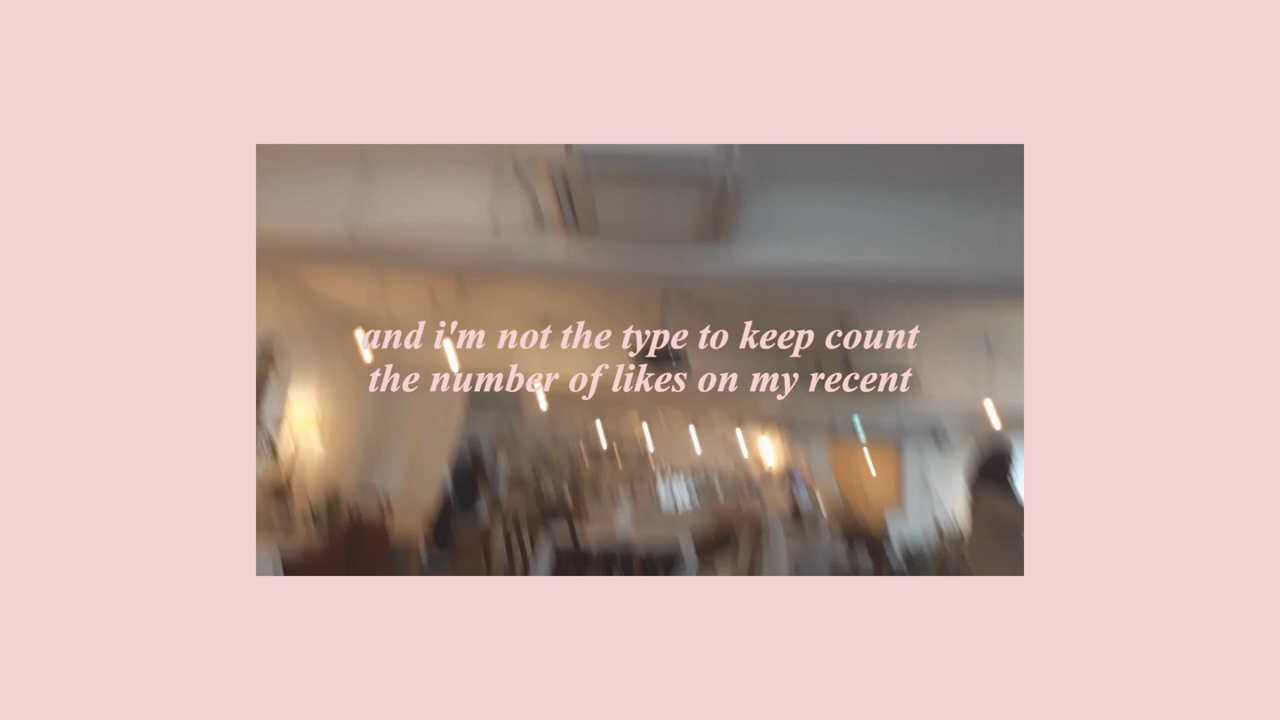 and i'm not the type to keep count
the number of likes on my recent